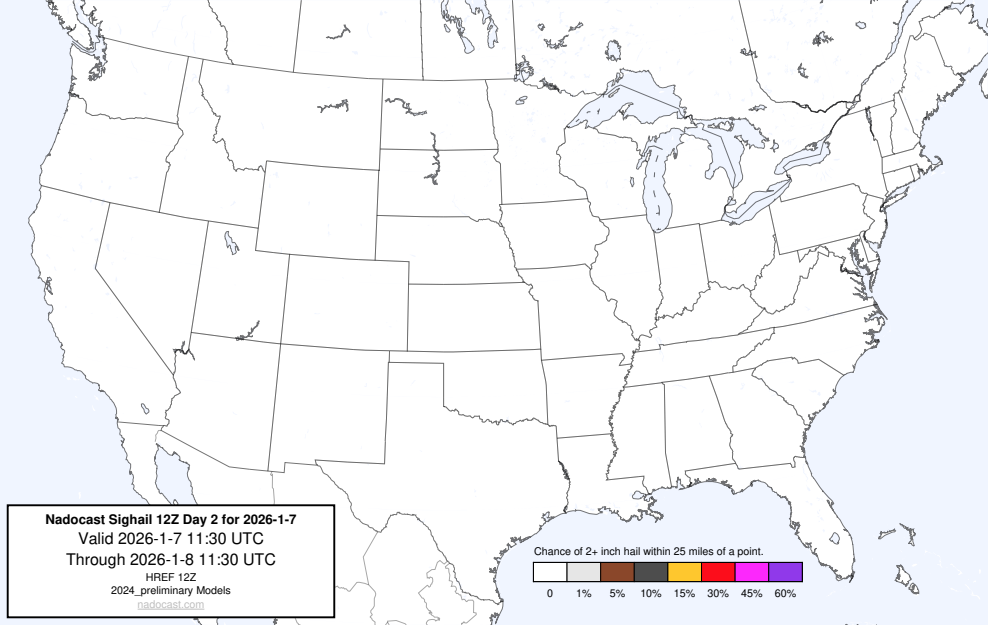 Nadocast Sighail 12Z Day 2 for 2026-1-7
Valid 2026-1-7 11:30 UTC
Through 2026-1-8 11:30 UTC
HREF 12Z
2024_preliminary Models
nadocast.com
Chance of 2+ inch hail within 25 miles of a point.
0 1% 5% 10% 15% 30% 45% 60%